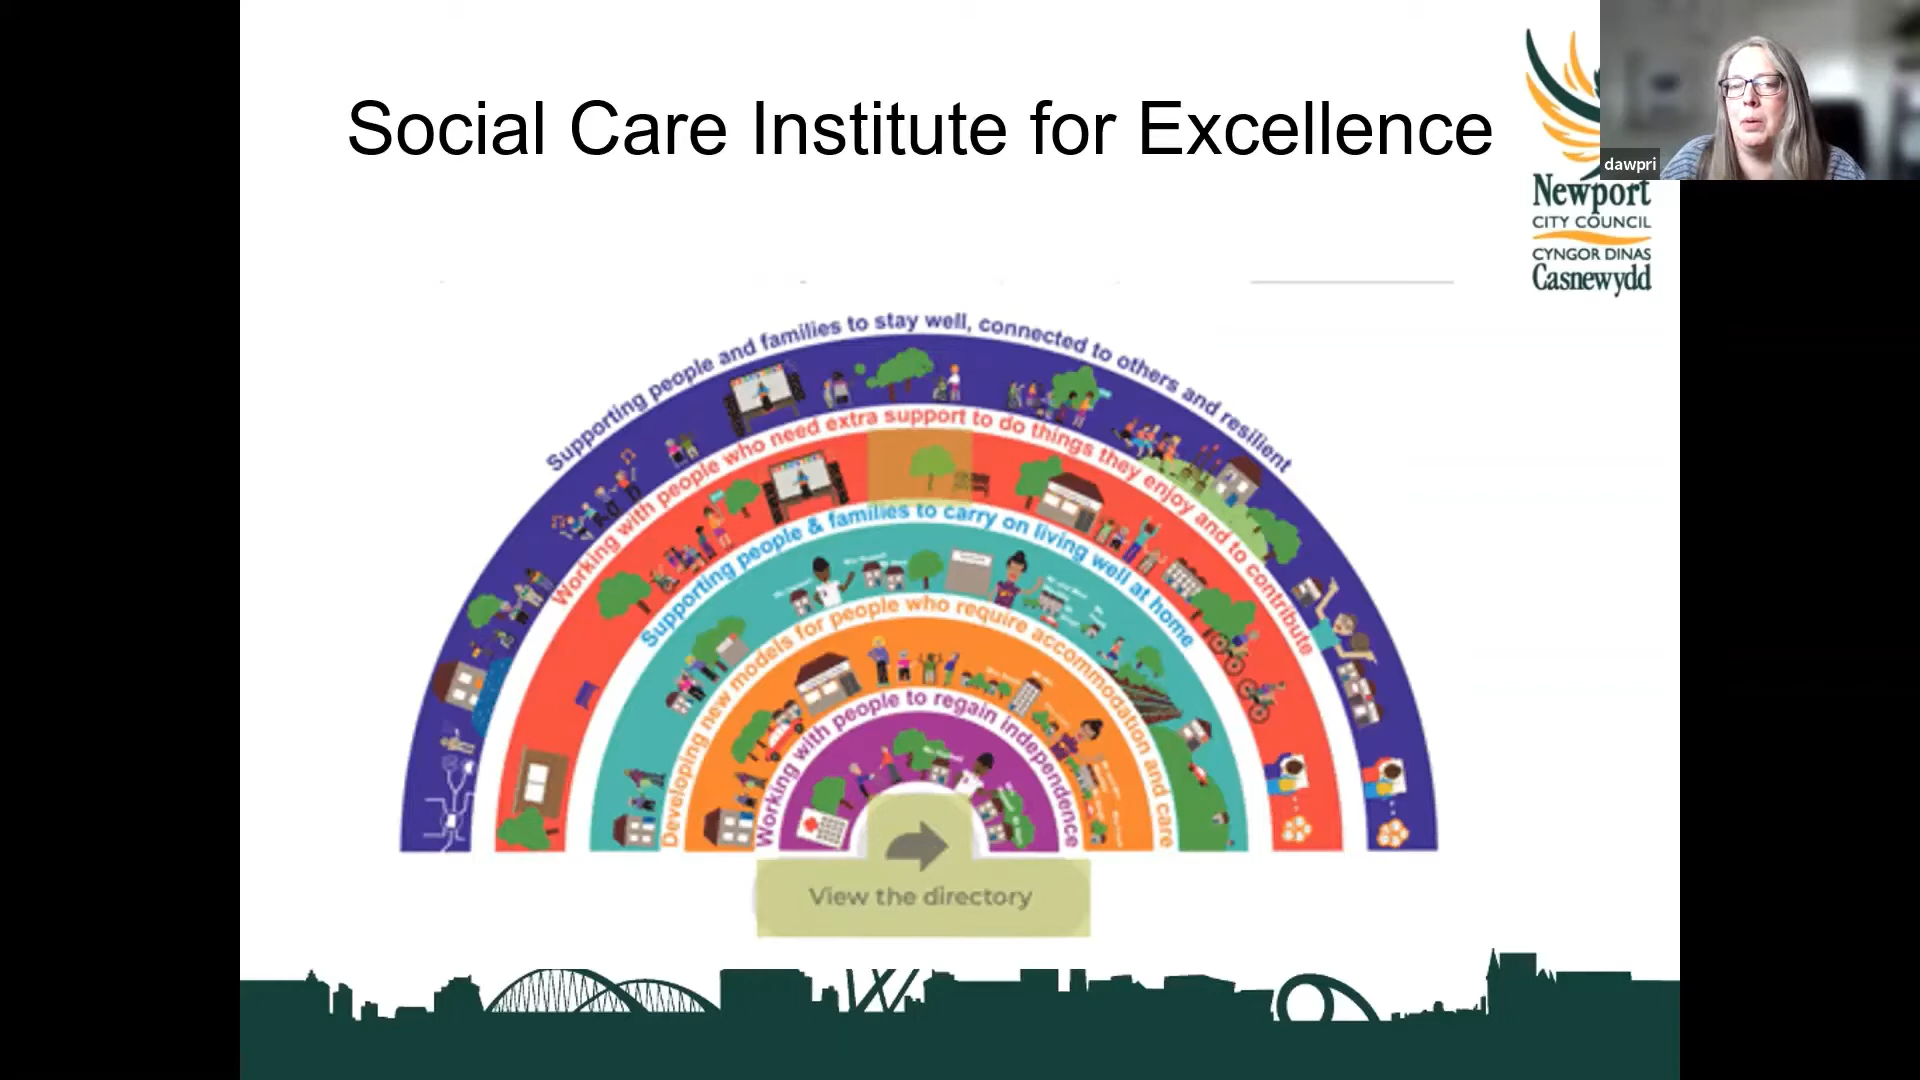 Social Care Institute for Excellence
dawpri
Newport
CITY COUNCIL
CYNGOR DINAS
Casnewydd
Supporting people and families to stay well, connected to others and resilient
Working with people who need extra support to do things they enjoy and to contribute
Supporting people & families to carry on living well at home
Developing new models for people who require accommodation and care
Working with people to regain independence
View the directory